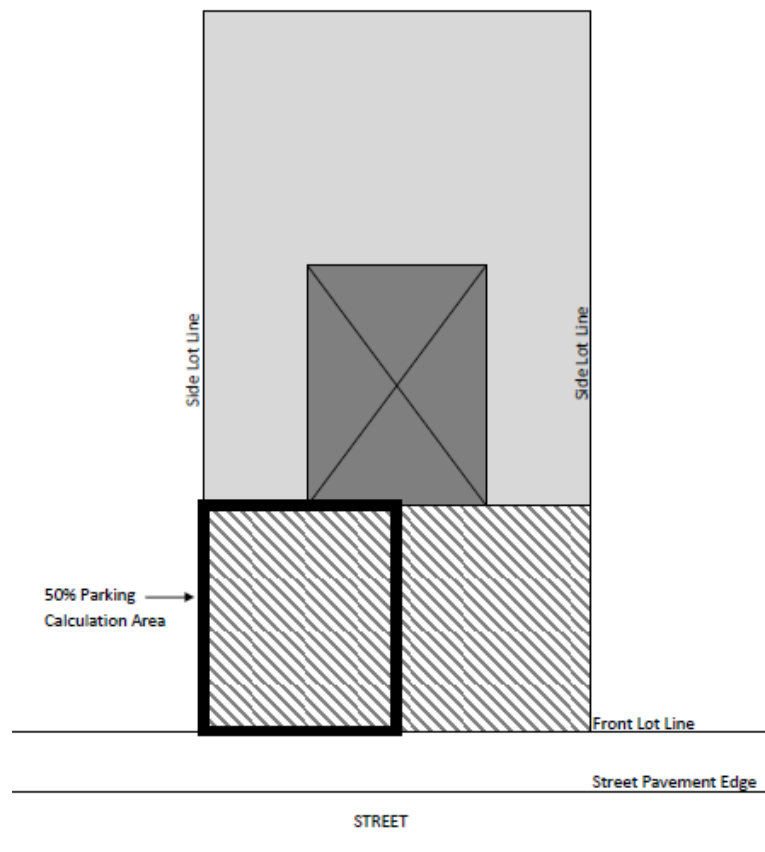 Side Lot Line
Side Lot Line
50% Parking
Calculation Area
Front Lot Line
Street Pavement Edge
STREET